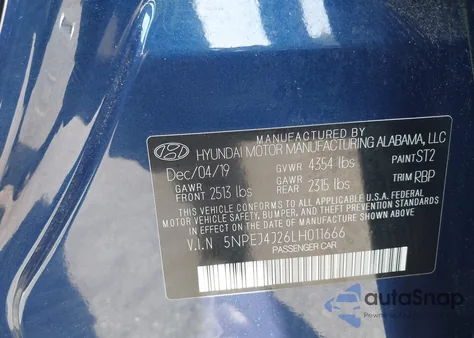 MANUFACTURED BY
HYUNDAI MOTOR MANUFACTURING ALABAMA, LLC
Dec/04/19 GVWR 4354 lbs PAINT ST2
GAWR FRONT 2513 lbs GAWR REAR 2315 lbs TRIM RBP
THIS VEHICLE CONFORMS TO ALL APPLICABLE U.S.A FEDERAL
MOTOR VEHICLE SAFETY, BUMPER, AND THEFT PREVENTION
STANDARDS IN EFFECT ON THE DATE OF MANUFACTURE SHOWN ABOVE.
V.I.N 5NPEJ4J26LH011666
PASSENGER CAR
autoSnap